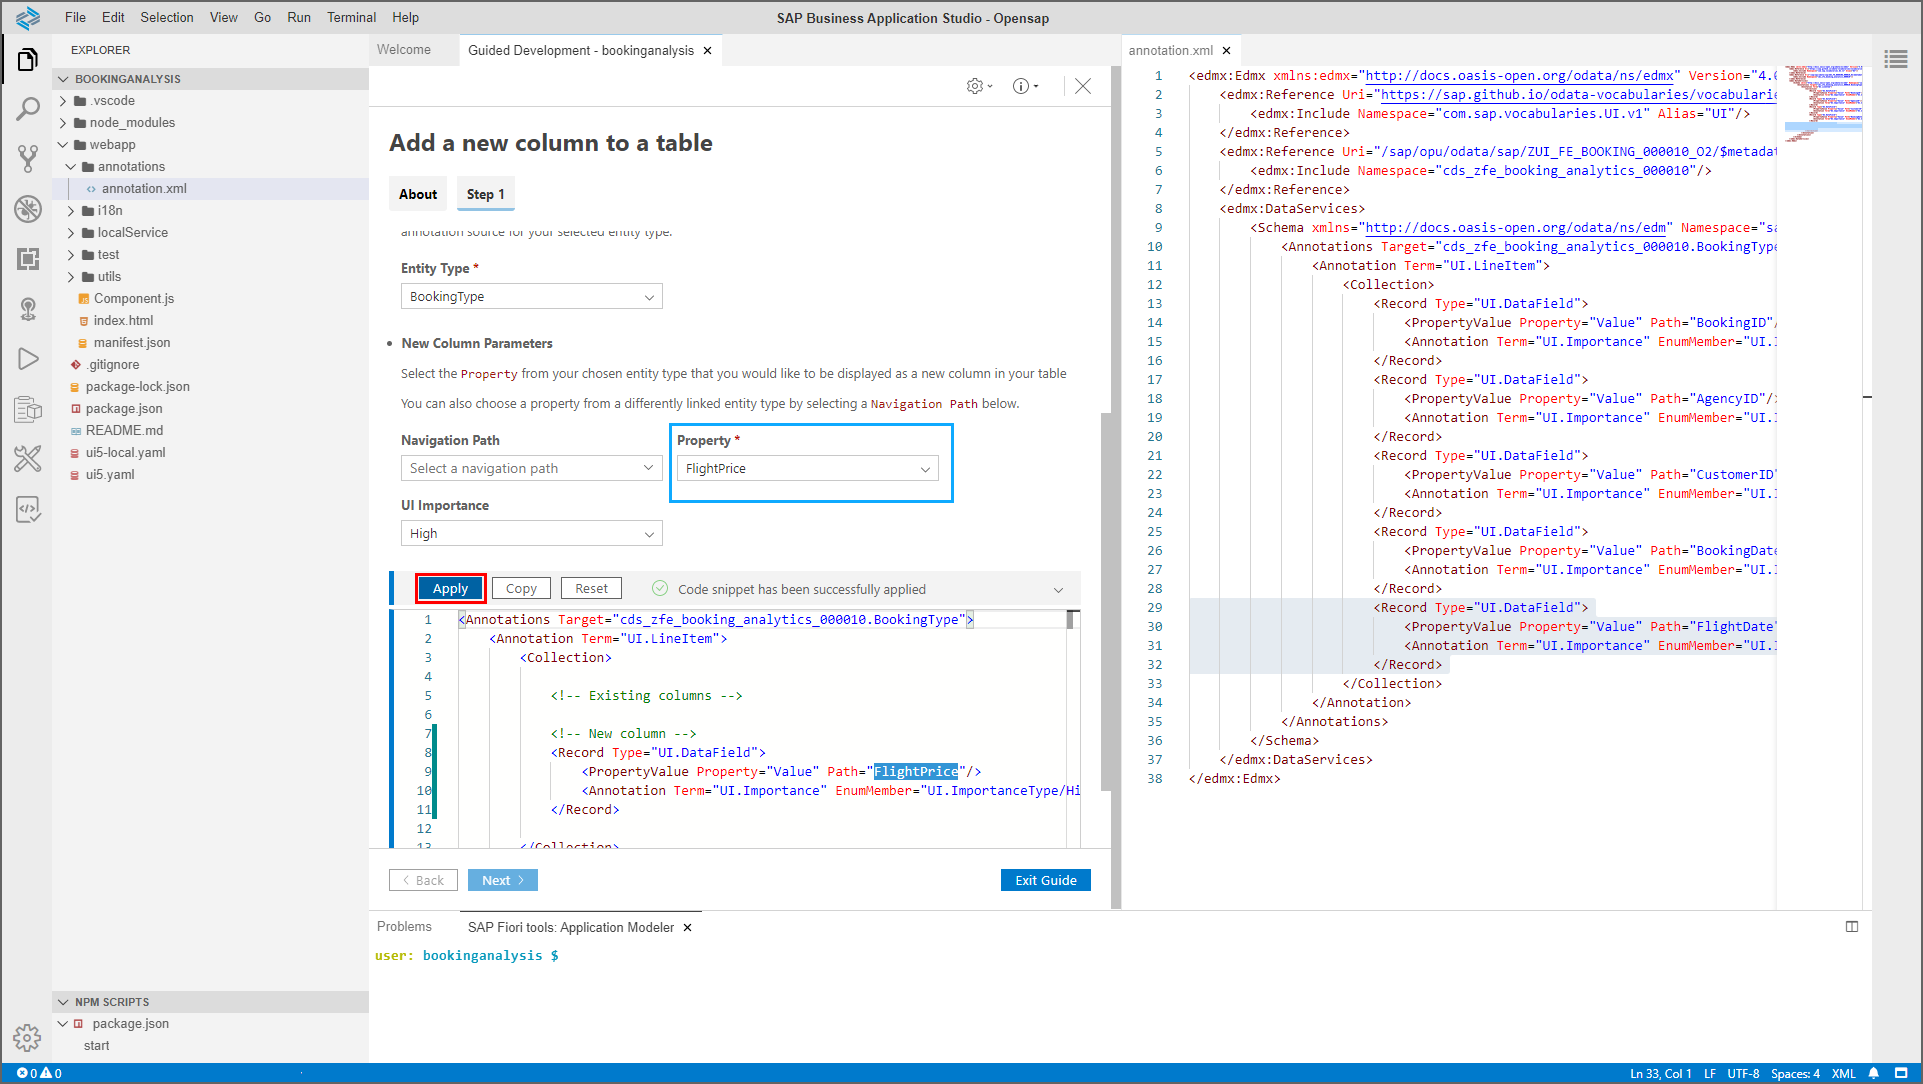 File Edit Selection View Go Run Terminal Help
SAP Business Application Studio - Opensap
EXPLORER
BOOKINGANALYSIS
.vscode
node_modules
webapp
annotations
annotation.xml
i18n
localService
test
utils
Component.js
index.html
manifest.json
.gitignore
package-lock.json
package.json
README.md
ui5-local.yaml
ui5.yaml
NPM SCRIPTS
package.json
start
Welcome
Guided Development - bookinganalysis
Add a new column to a table
About Step 1
annotation source for your selected entity type.
Entity Type *
BookingType
New Column Parameters
Select the Property from your chosen entity type that you would like to be displayed as a new column in your table
You can also choose a property from a differently linked entity type by selecting a Navigation Path below.
Navigation Path Property *
Select a navigation path FlightPrice
UI Importance
High
Apply Copy Reset Code snippet has been successfully applied
1 <Annotations Target="cds_zfe_booking_analytics_000010.BookingType">
2 <Annotation Term="UI.LineItem">
3 <Collection>
4
5 <!-- Existing columns -->
6
7 <!-- New column -->
8 <Record Type="UI.DataField">
9 <PropertyValue Property="Value" Path="FlightPrice"/>
10 <Annotation Term="UI.Importance" EnumMember="UI.ImportanceType/Hi
11 </Record>
12
13 </Collection>
Back Next Exit Guide
annotation.xml
1 <edmx:Edmx xmlns:edmx="http://docs.oasis-open.org/odata/ns/edmx" Version="4.0
2 <edmx:Reference Uri="https://sap.github.io/odata-vocabularies/vocabularie
3 <edmx:Include Namespace="com.sap.vocabularies.UI.v1" Alias="UI"/>
4 </edmx:Reference>
5 <edmx:Reference Uri="/sap/opu/odata/sap/ZUI_FE_BOOKING_000010_O2/$metadat
6 <edmx:Include Namespace="cds_zfe_booking_analytics_000010"/>
7 </edmx:Reference>
8 <edmx:DataServices>
9 <Schema xmlns="http://docs.oasis-open.org/odata/ns/edm" Namespace="sa
10 <Annotations Target="cds_zfe_booking_analytics_000010.BookingType
11 <Annotation Term="UI.LineItem">
12 <Collection>
13 <Record Type="UI.DataField">
14 <PropertyValue Property="Value" Path="BookingID"/
15 <Annotation Term="UI.Importance" EnumMember="UI.I
16 </Record>
17 <Record Type="UI.DataField">
18 <PropertyValue Property="Value" Path="AgencyID"/>
19 <Annotation Term="UI.Importance" EnumMember="UI.I
20 </Record>
21 <Record Type="UI.DataField">
22 <PropertyValue Property="Value" Path="CustomerID"
23 <Annotation Term="UI.Importance" EnumMember="UI.I
24 </Record>
25 <Record Type="UI.DataField">
26 <PropertyValue Property="Value" Path="BookingDate
27 <Annotation Term="UI.Importance" EnumMember="UI.I
28 </Record>
29 <Record Type="UI.DataField">
30 <PropertyValue Property="Value" Path="FlightDate"
31 <Annotation Term="UI.Importance" EnumMember="UI.I
32 </Record>
33 </Collection>
34 </Annotation>
35 </Annotations>
36 </Schema>
37 </edmx:DataServices>
38 </edmx:Edmx>
Problems SAP Fiori tools: Application Modeler
user: bookinganalysis $
0 0
Ln 33, Col 1 LF UTF-8 Spaces: 4 XML